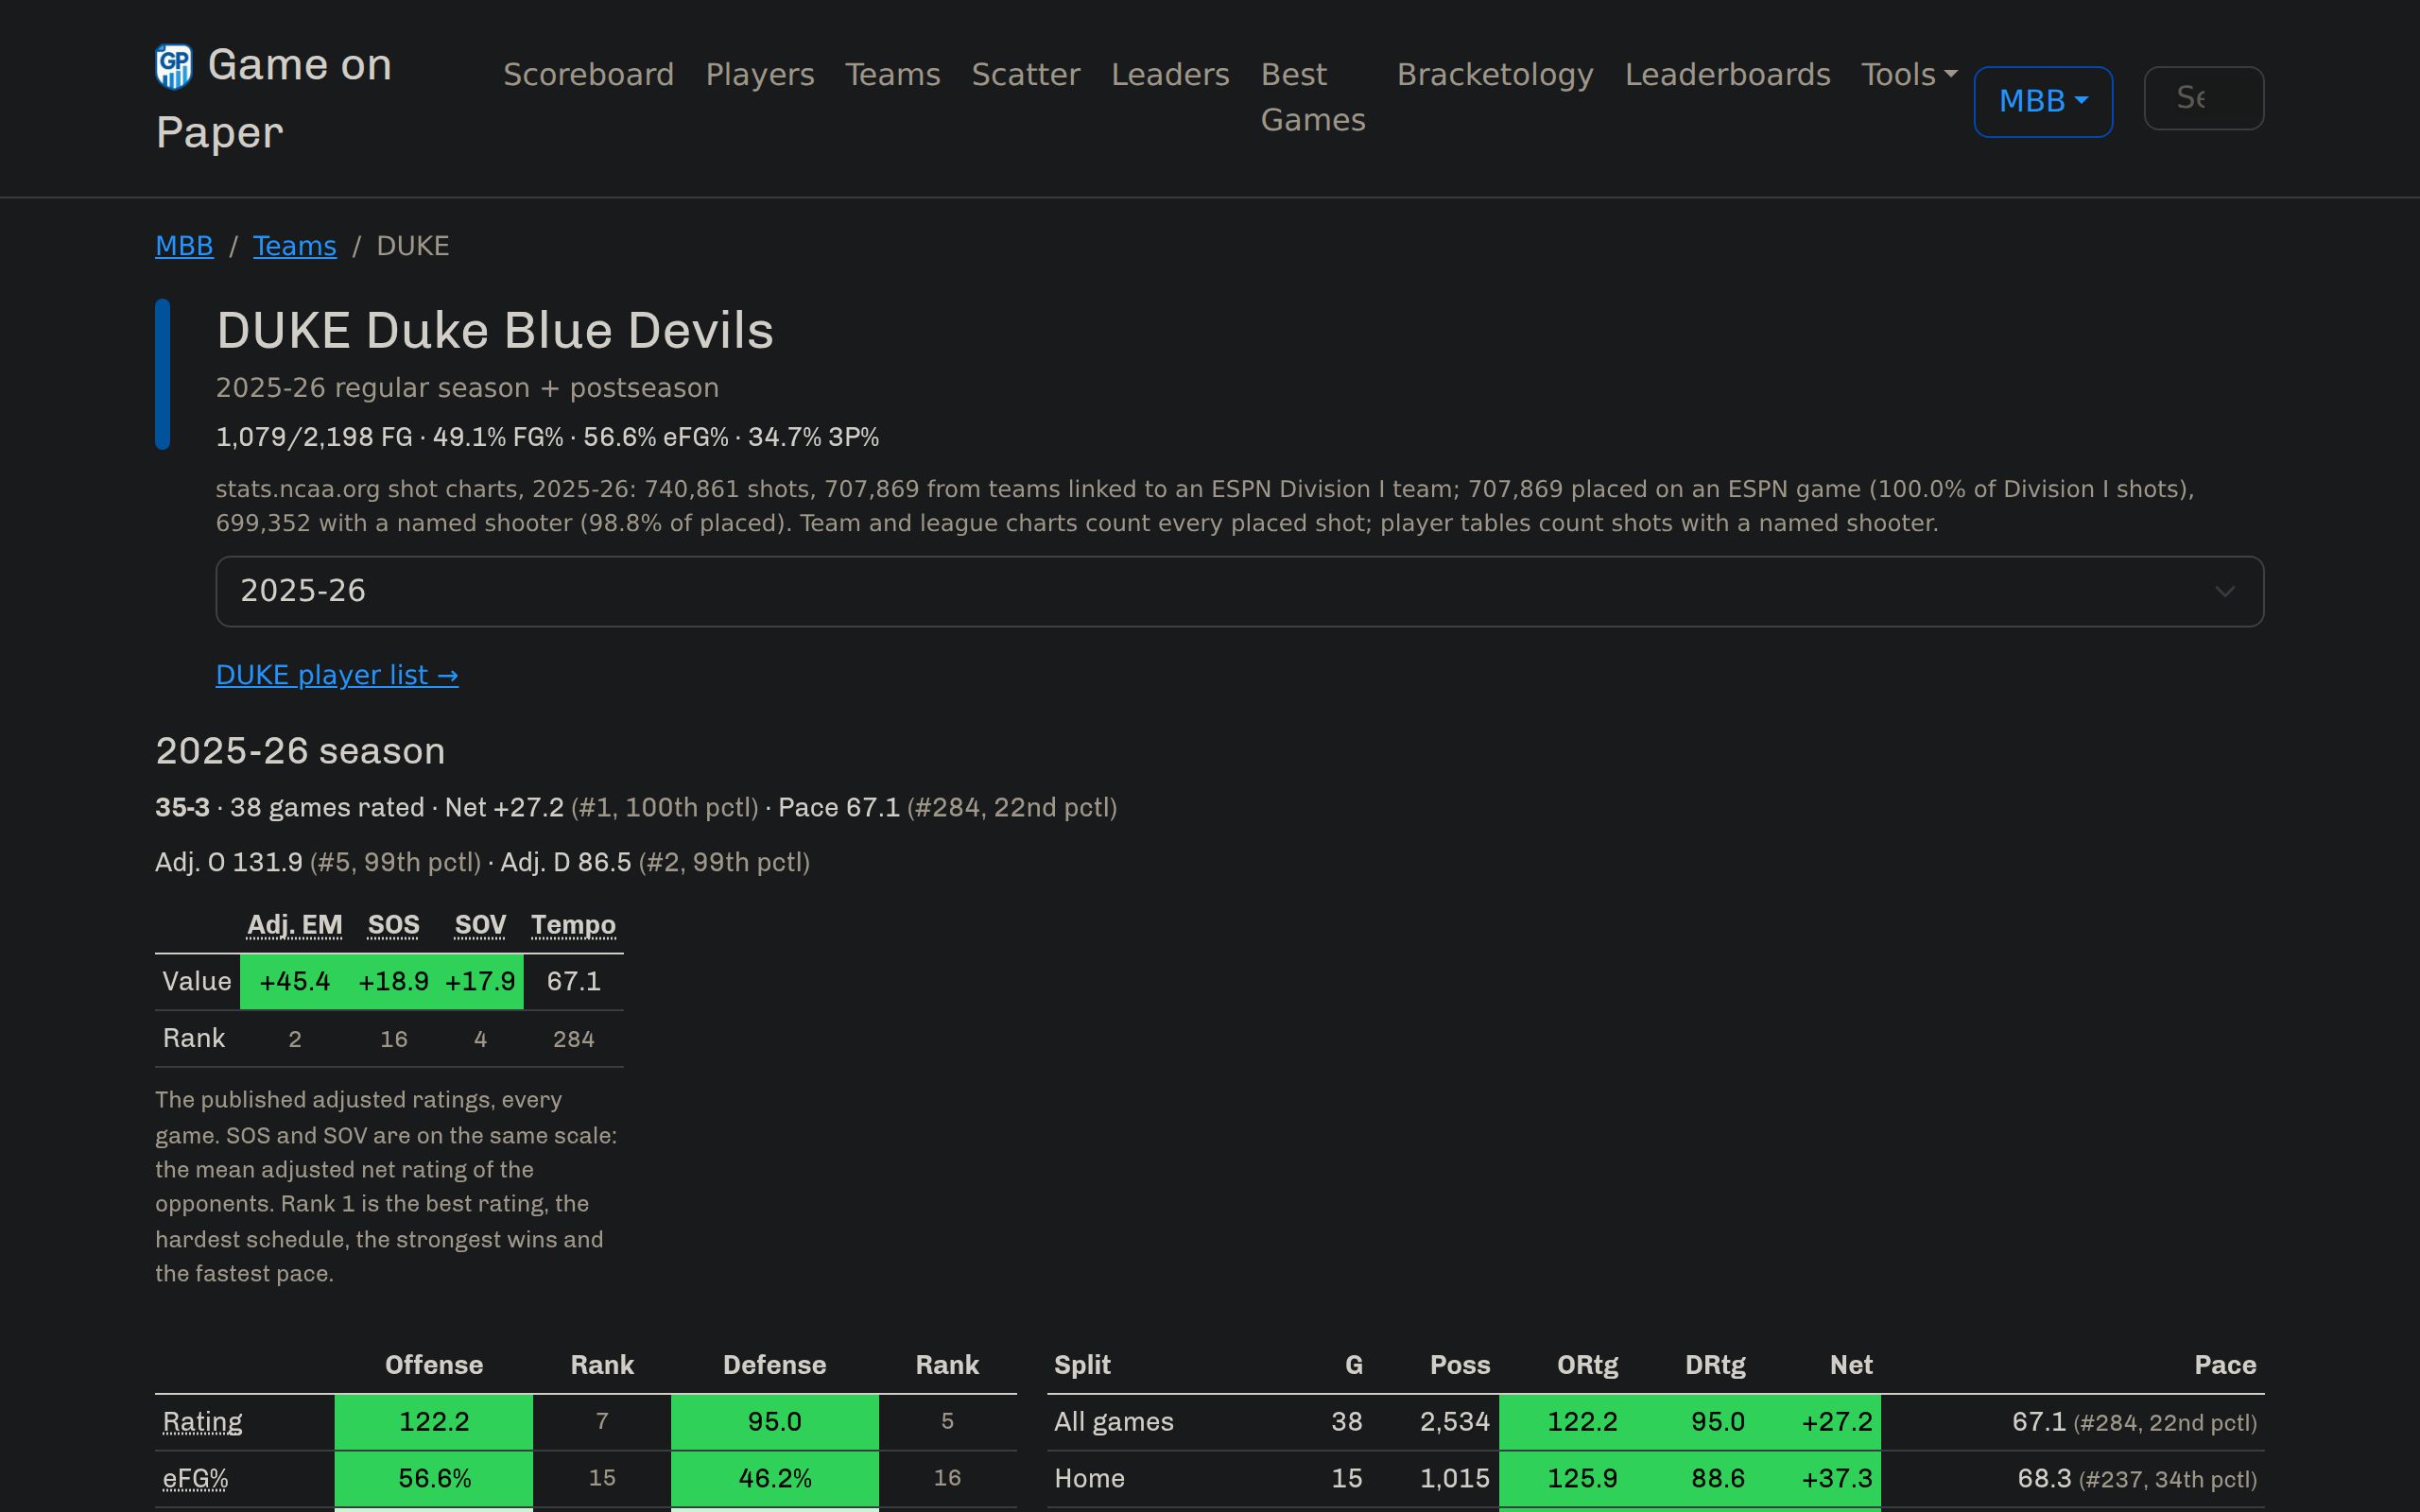 GP Game on Paper
Scoreboard Players Teams Scatter Leaders Best Games Bracketology Leaderboards Tools MBB
MBB / Teams / DUKE
DUKE Duke Blue Devils
2025-26 regular season + postseason
1,079/2,198 FG · 49.1% FG% · 56.6% eFG% · 34.7% 3P%
stats.ncaa.org shot charts, 2025-26: 740,861 shots, 707,869 from teams linked to an ESPN Division I team; 707,869 placed on an ESPN game (100.0% of Division I shots),
699,352 with a named shooter (98.8% of placed). Team and league charts count every placed shot; player tables count shots with a named shooter.
2025-26
DUKE player list →
2025-26 season
35-3 · 38 games rated · Net +27.2 (#1, 100th pctl) · Pace 67.1 (#284, 22nd pctl)
Adj. O 131.9 (#5, 99th pctl) · Adj. D 86.5 (#2, 99th pctl)
Adj. EM SOS SOV Tempo
Value +45.4 +18.9 +17.9 67.1
Rank 2 16 4 284
The published adjusted ratings, every
game. SOS and SOV are on the same scale:
the mean adjusted net rating of the
opponents. Rank 1 is the best rating, the
hardest schedule, the strongest wins and
the fastest pace.
Offense Rank Defense Rank
Rating 122.2 7 95.0 5
eFG% 56.6% 15 46.2% 16
Split G Poss ORtg DRtg Net Pace
All games 38 2,534 122.2 95.0 +27.2 67.1 (#284, 22nd pctl)
Home 15 1,015 125.9 88.6 +37.3 68.3 (#237, 34th pctl)